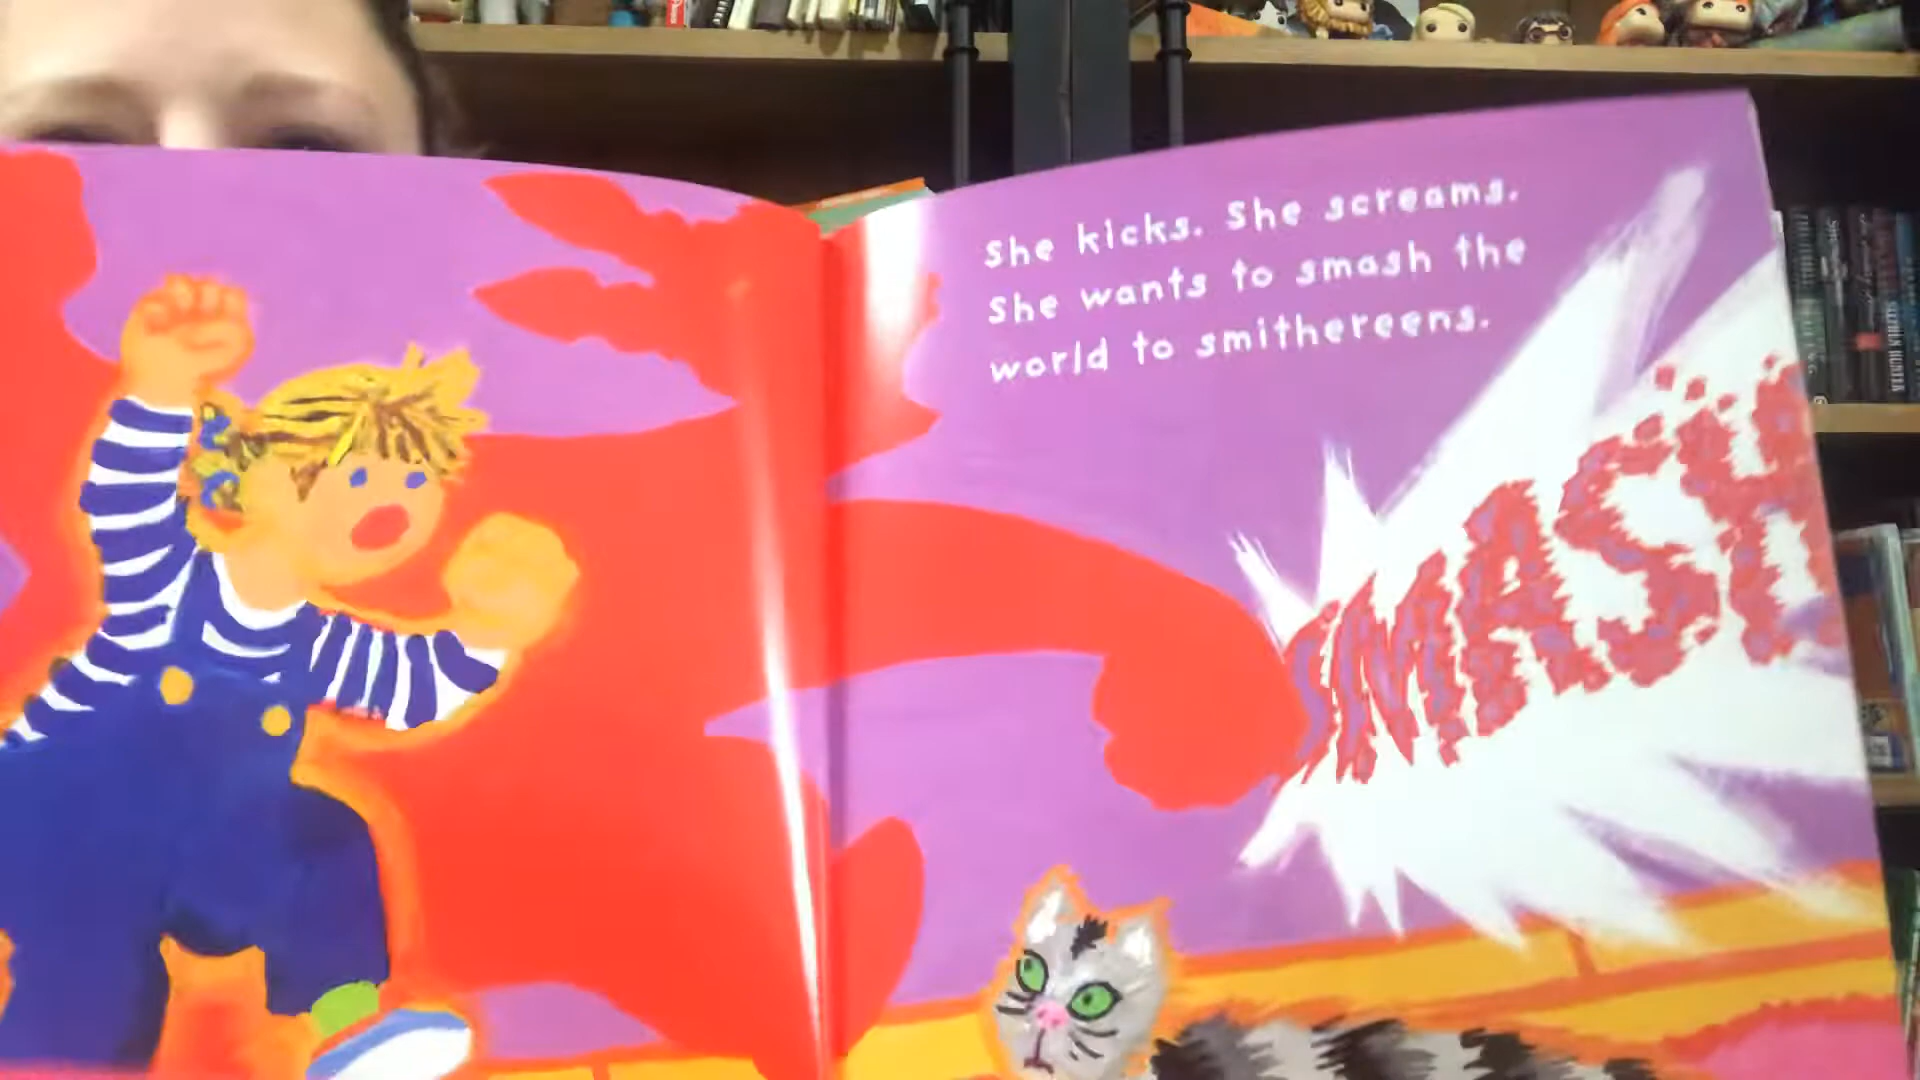 She kicks. She screams.
She wants to smash the
world to smithereens.
SMASH